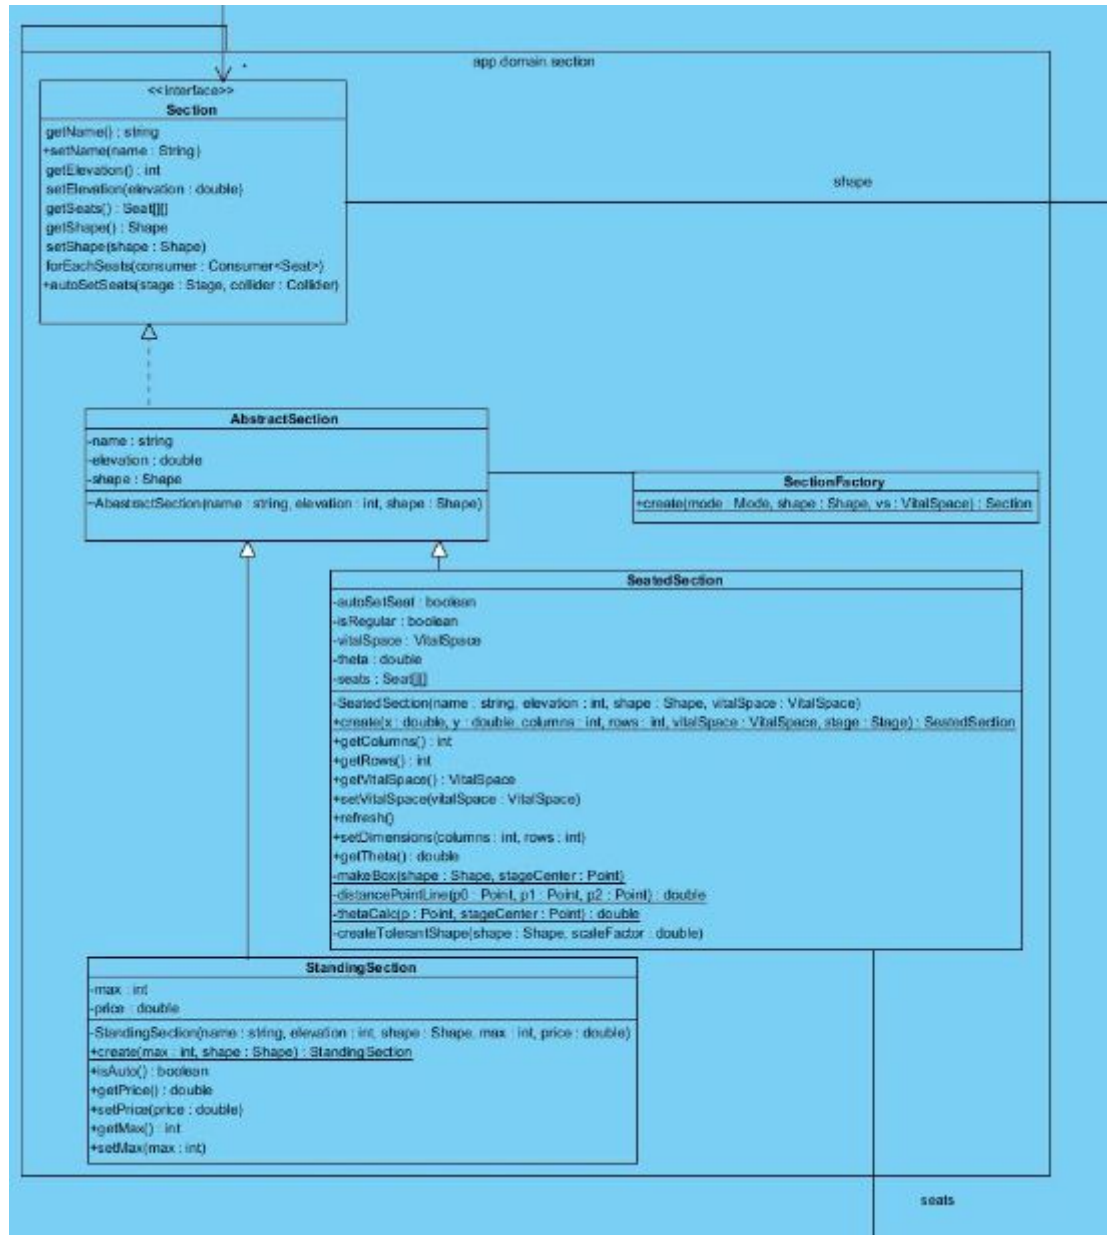 app.domain.section
*
<<interface>>
Section
getName() : string
+setName(name : String)
getElevation() : int
setElevation(elevation : double)
getSeats() : Seat[][]
getShape() : Shape
setShape(shape : Shape)
forEachSeats(consumer : Consumer<Seat>)
+autoSetSeats(stage : Stage, collider : Collider)
shape
AbstractSection
-name : string
-elevation : double
-shape : Shape
~AbastractSection(name : string, elevation : int, shape : Shape)
SectionFactory
+create(mode : Mode, shape : Shape, vs : VitalSpace) : Section
SeatedSection
-autoSetSeat : boolean
-isRegular : boolean
-vitalSpace : VitalSpace
-theta : double
-seats : Seat[][]
-SeatedSection(name : string, elevation : int, shape : Shape, vitalSpace : VitalSpace)
+create(x : double, y : double, columns : int, rows : int, vitalSpace : VitalSpace, stage : Stage) : SeatedSection
+getColumns() : int
+getRows() : int
+getVitalSpace() : VitalSpace
+setVitalSpace(vitalSpace : VitalSpace)
+refresh()
+setDimensions(columns : int, rows : int)
+getTheta() : double
-makeBox(shape : Shape, stageCenter : Point)
-distancePointLine(p0 : Point, p1 : Point, p2 : Point) : double
-thetaCalc(p : Point, stageCenter : Point) : double
-createTolerantShape(shape : Shape, scaleFactor : double)
StandingSection
-max : int
-price : double
-StandingSection(name : string, elevation : int, shape : Shape, max : int, price : double)
+create(max : int, shape : Shape) : StandingSection
+isAuto() : boolean
+getPrice() : double
+setPrice(price : double)
+getMax() : int
+setMax(max : int)
seats